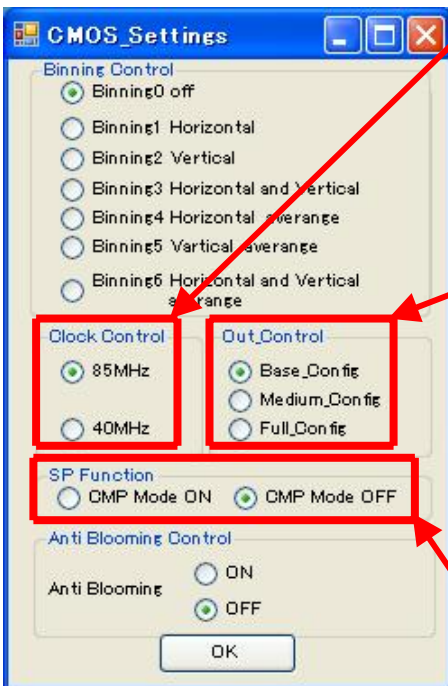 CMOS_Settings
Binning Control
Binning0 off
Binning1 Horizontal
Binning2 Vertical
Binning3 Horizontal and Vertical
Binning4 Horizontal averange
Binning5 Vartical averange
Binning6 Horizontal and Vertical
averange
Clock Control
85MHz
40MHz
Out_Control
Base_Config
Medium_Config
Full_Config
SP Function
CMP Mode ON
CMP Mode OFF
Anti Blooming Control
Anti Blooming
ON
OFF
OK